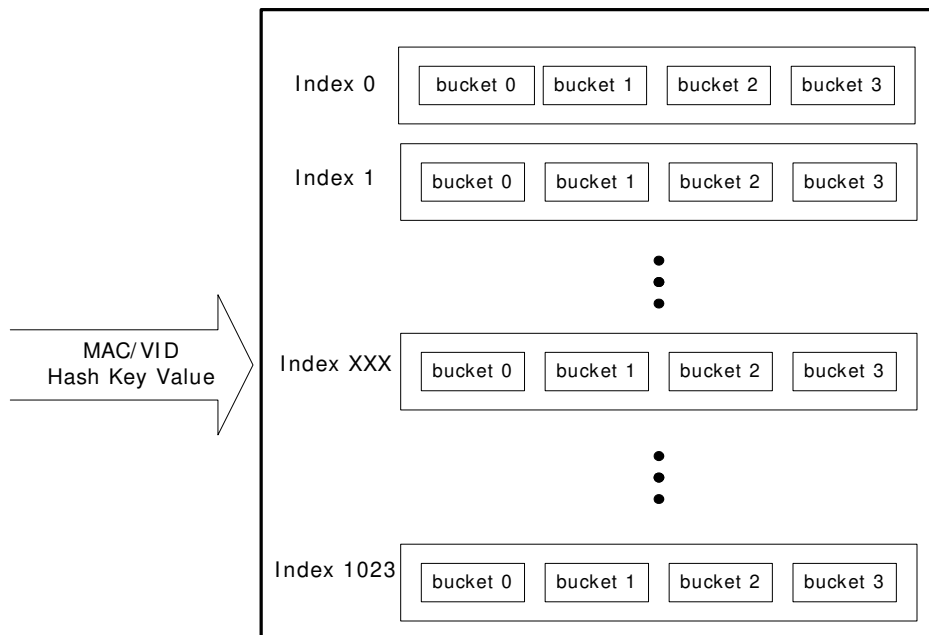 Index 0 bucket 0 bucket 1 bucket 2 bucket 3
Index 1 bucket 0 bucket 1 bucket 2 bucket 3
MAC/VID
Hash Key Value
Index XXX bucket 0 bucket 1 bucket 2 bucket 3
Index 1023 bucket 0 bucket 1 bucket 2 bucket 3